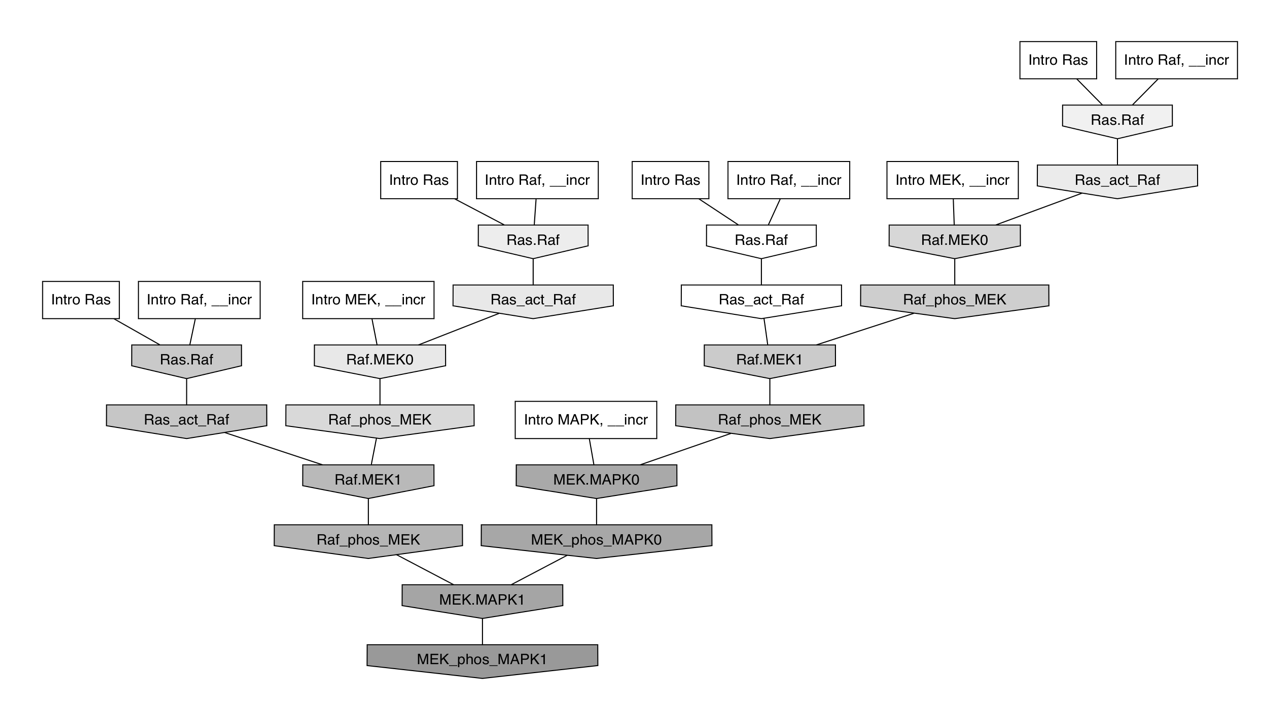 Intro Ras
Intro Raf, __incr
Ras.Raf
Intro Ras
Intro Raf, __incr
Intro Ras
Intro Raf, __incr
Intro MEK, __incr
Ras_act_Raf
Ras.Raf
Ras.Raf
Raf.MEK0
Intro Ras
Intro Raf, __incr
Intro MEK, __incr
Ras_act_Raf
Ras_act_Raf
Raf_phos_MEK
Ras.Raf
Raf.MEK0
Raf.MEK1
Ras_act_Raf
Raf_phos_MEK
Intro MAPK, __incr
Raf_phos_MEK
Raf.MEK1
MEK.MAPK0
Raf_phos_MEK
MEK_phos_MAPK0
MEK.MAPK1
MEK_phos_MAPK1